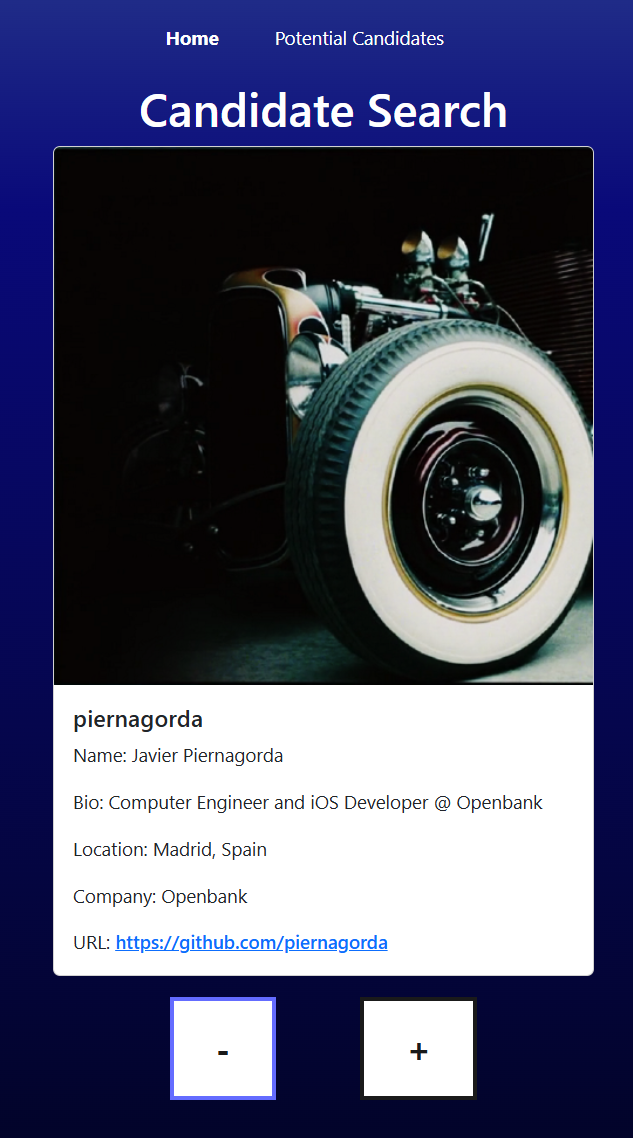 Home Potential Candidates
Candidate Search
piernagorda
Name: Javier Piernagorda
Bio: Computer Engineer and iOS Developer @ Openbank
Location: Madrid, Spain
Company: Openbank
URL: https://github.com/piernagorda
- +